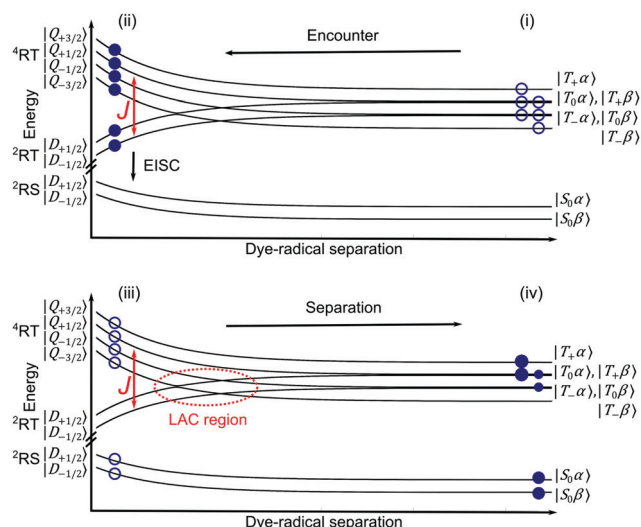 (ii) Encounter (i)
|Q₊₃/₂⟩
⁴RT |Q₊₁/₂⟩
|Q₋₁/₂⟩
|Q₋₃/₂⟩
|T₊α⟩
|T₀α⟩,|T₊β⟩
|T₋α⟩,|T₀β⟩
|T₋β⟩
J
Energy
²RT |D₊₁/₂⟩
|D₋₁/₂⟩
EISC
²RS |D₊₁/₂⟩
|D₋₁/₂⟩
|S₀α⟩
|S₀β⟩
Dye-radical separation
(iii) Separation (iv)
|Q₊₃/₂⟩
⁴RT |Q₊₁/₂⟩
|Q₋₁/₂⟩
|Q₋₃/₂⟩
|T₊α⟩
|T₀α⟩,|T₊β⟩
|T₋α⟩,|T₀β⟩
|T₋β⟩
J
Energy
LAC region
²RT |D₊₁/₂⟩
|D₋₁/₂⟩
²RS |D₊₁/₂⟩
|D₋₁/₂⟩
|S₀α⟩
|S₀β⟩
Dye-radical separation